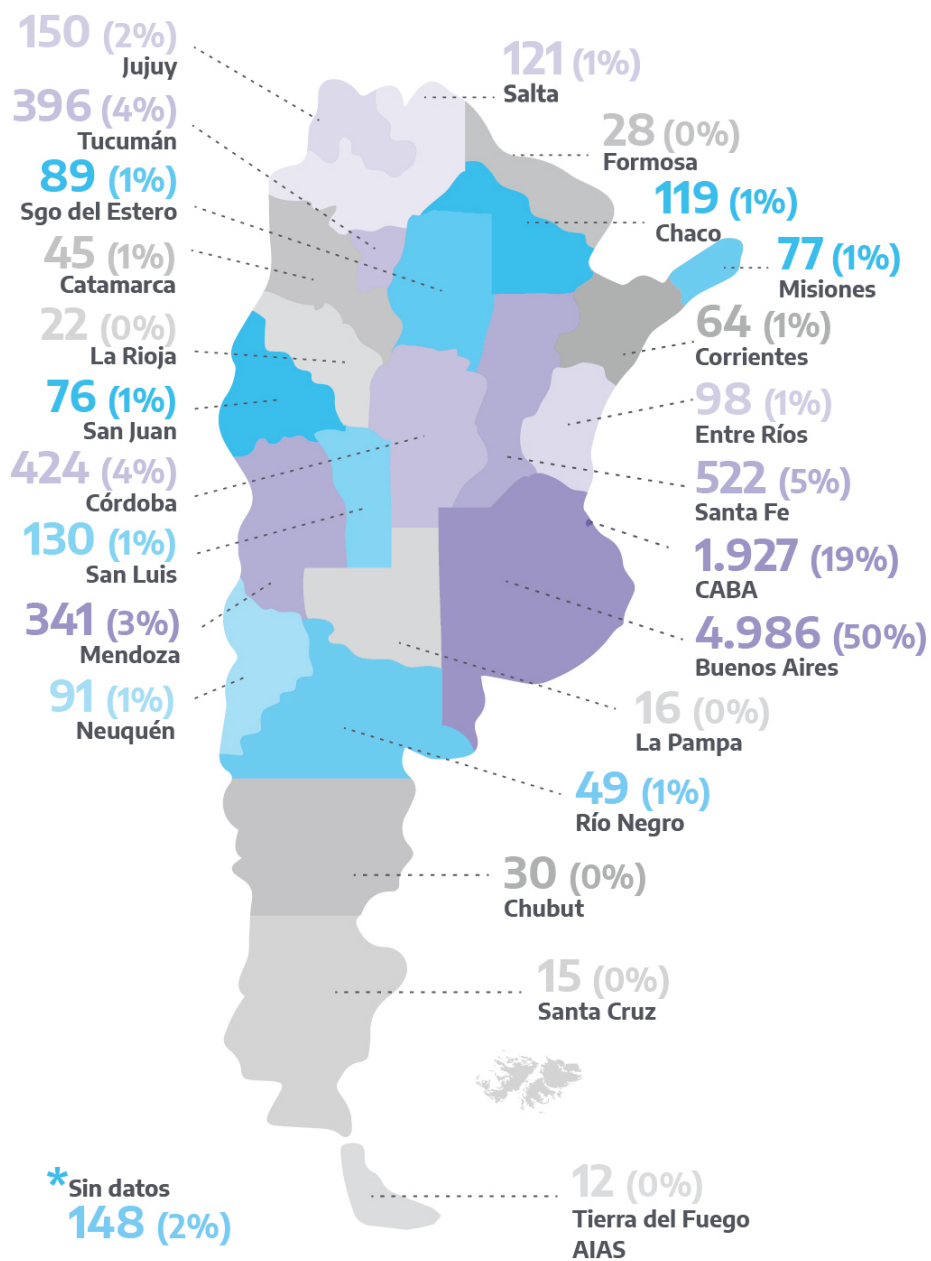 150 (2%)
Jujuy
396 (4%)
Tucumán
89 (1%)
Sgo del Estero
45 (1%)
Catamarca
22 (0%)
La Rioja
76 (1%)
San Juan
424 (4%)
Córdoba
130 (1%)
San Luis
341 (3%)
Mendoza
91 (1%)
Neuquén
121 (1%)
Salta
28 (0%)
Formosa
119 (1%)
Chaco
77 (1%)
Misiones
64 (1%)
Corrientes
98 (1%)
Entre Ríos
522 (5%)
Santa Fe
1.927 (19%)
CABA
4.986 (50%)
Buenos Aires
16 (0%)
La Pampa
49 (1%)
Río Negro
30 (0%)
Chubut
15 (0%)
Santa Cruz
12 (0%)
Tierra del Fuego
AIAS
*Sin datos
148 (2%)